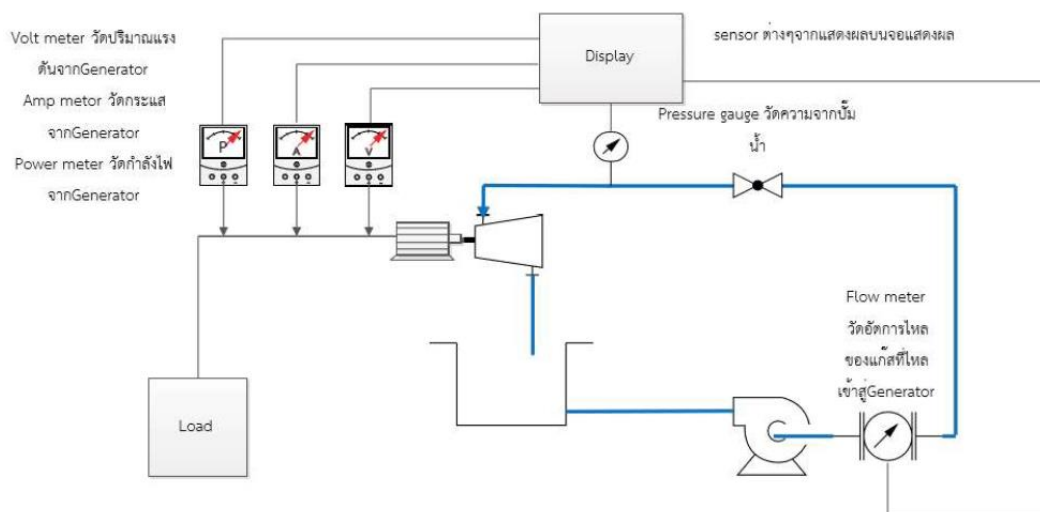 Volt meter วัดปริมาณแรง
ดันจากGenerator
Amp metor วัดกระแส
จากGenerator
Power meter วัดกำลังไฟ
จากGenerator
P
A
V
Display
sensor ต่างๆจากแสดงผลบนจอแสดงผล
Pressure gauge วัดความจากปั๊ม
น้ำ
Flow meter
วัดอัตการไหล
ของแก๊สที่ไหล
เข้าสู่Generator
Load